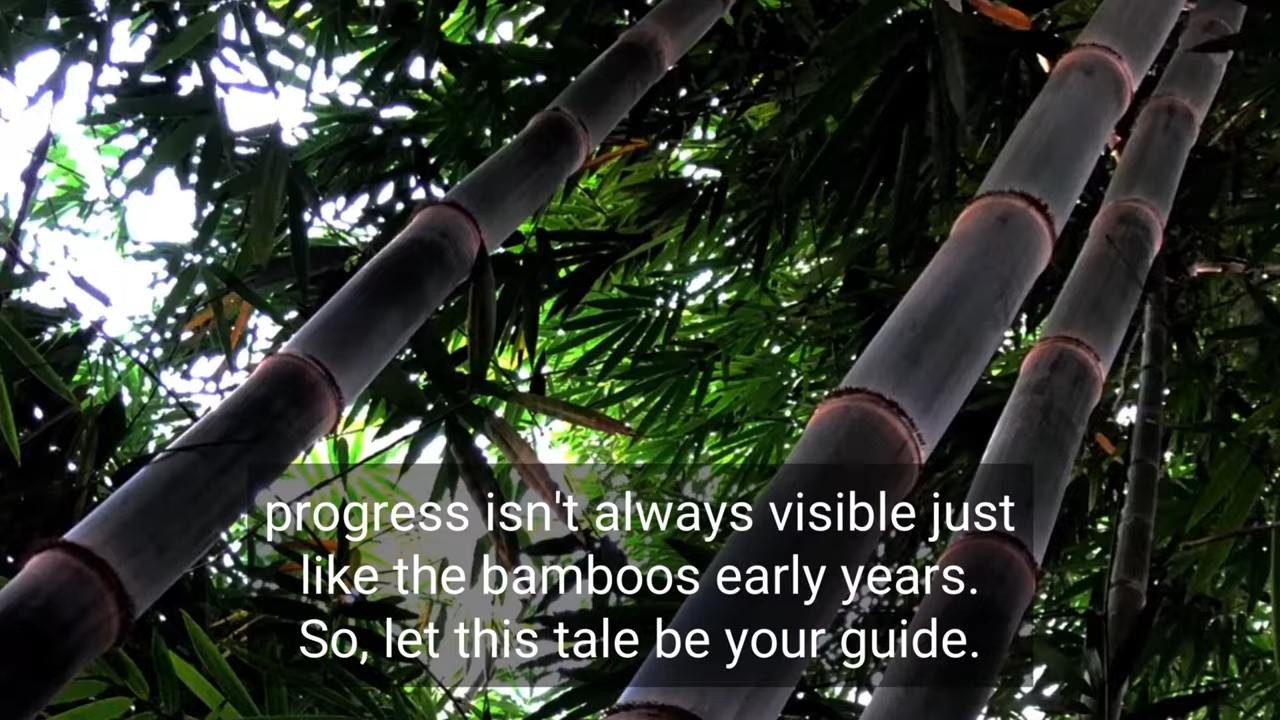 progress isn't always visible just
like the bamboos early years.
So, let this tale be your guide.